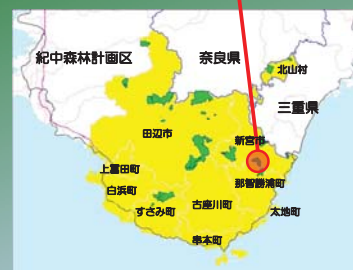 紀中森林計画区
奈良県
北山村
三重県
田辺市
新宮市
上富田町
那智勝浦町
白浜町
すさみ町
古座川町
太地町
串本町